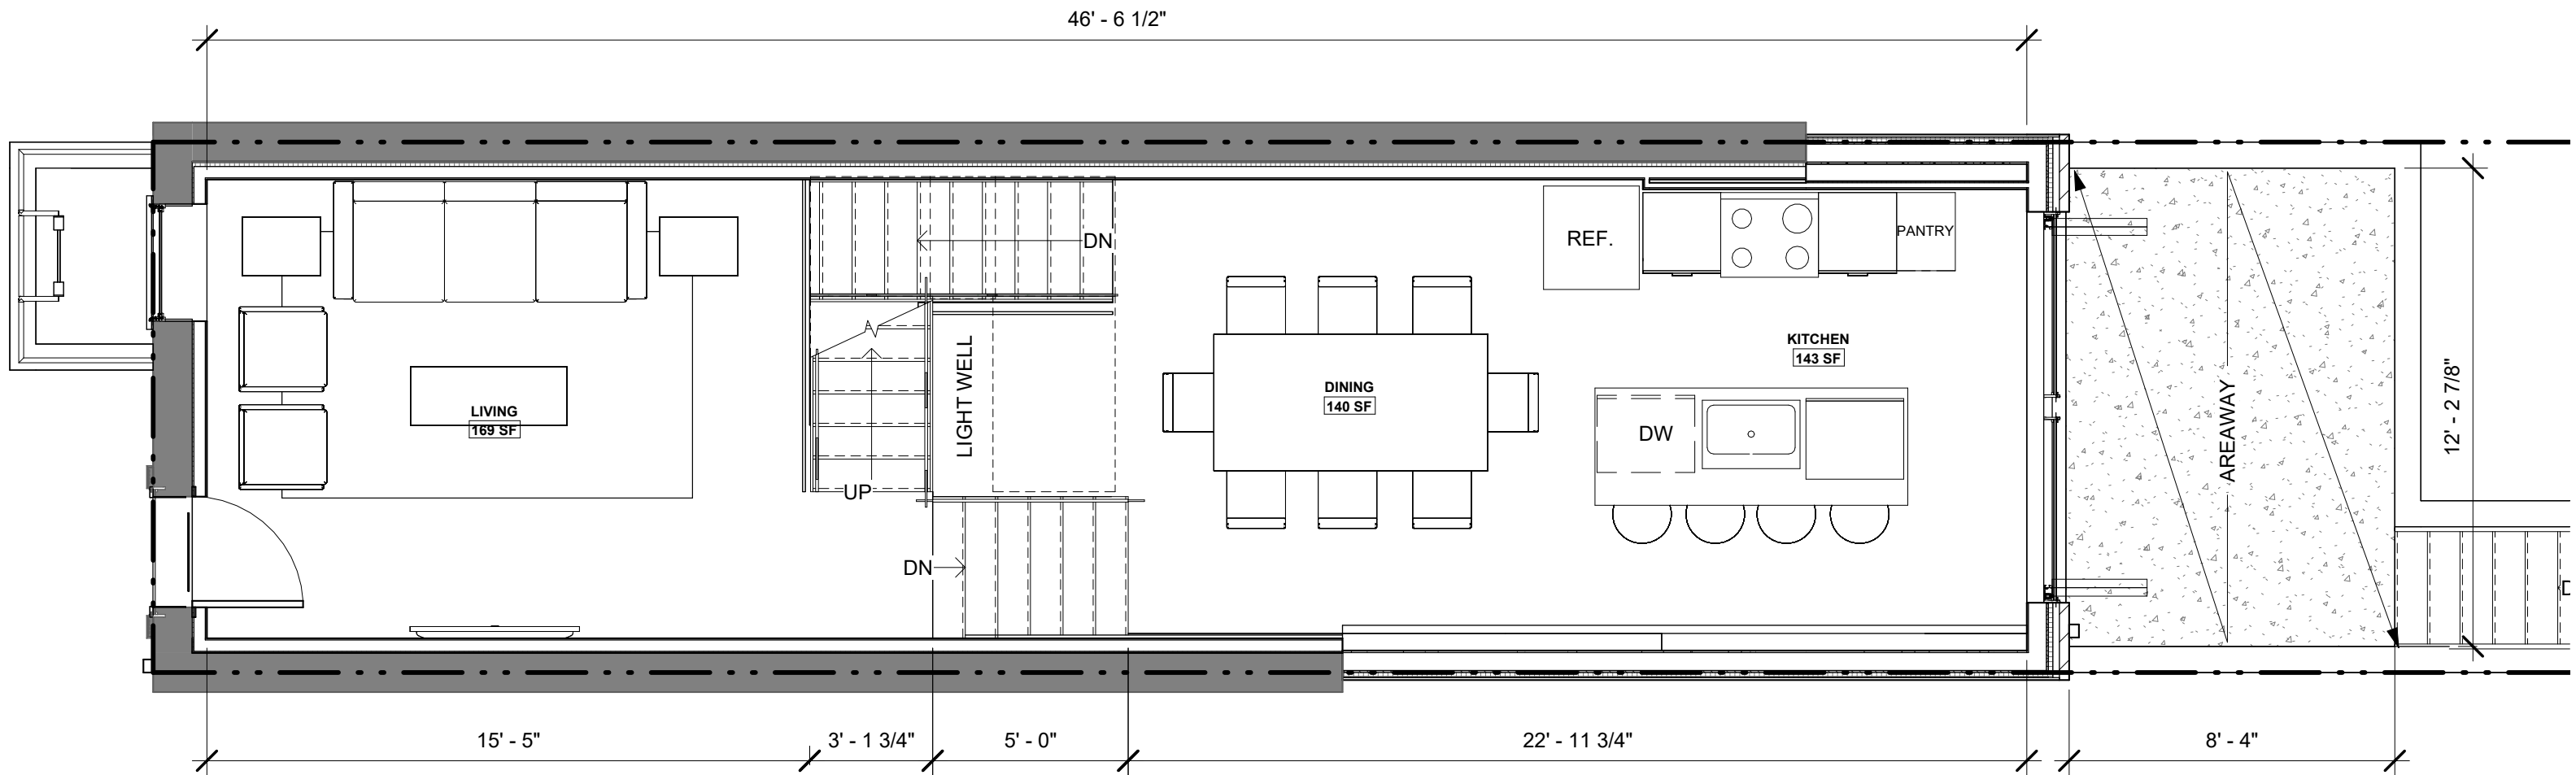 46' - 6 1/2"
DN
REF.
PANTRY
KITCHEN
143 SF
LIGHT WELL
DINING
140 SF
LIVING
169 SF
AREAWAY
12' - 2 7/8"
DW
UP
DN
15' - 5"
3' - 1 3/4"
5' - 0"
22' - 11 3/4"
8' - 4"